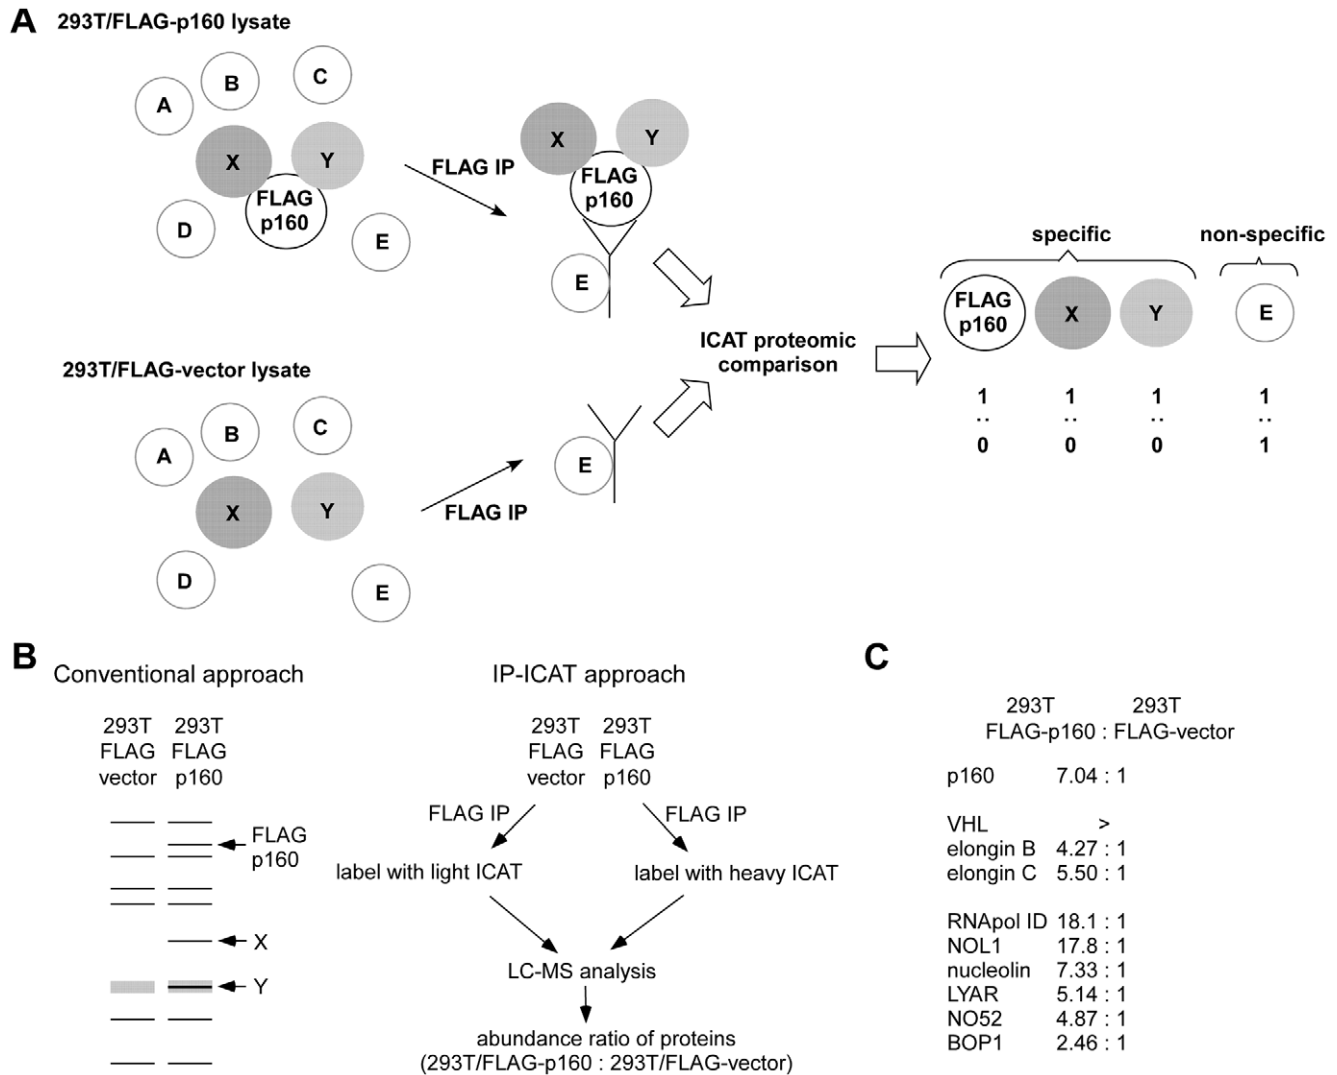 A
293T/FLAG-p160 lysate
A
B
C
X
Y
FLAG
p160
D
E
FLAG IP
X
Y
FLAG
p160
E
293T/FLAG-vector lysate
A
B
C
X
Y
D
E
FLAG IP
E
ICAT proteomic
comparison
specific
non-specific
FLAG
p160
X
Y
E
1 1 1 1
: : : :
0 0 0 1
B
Conventional approach
293T 293T
FLAG FLAG
vector p160
FLAG
p160
X
Y
IP-ICAT approach
293T 293T
FLAG FLAG
vector p160
FLAG IP FLAG IP
label with light ICAT label with heavy ICAT
LC-MS analysis
abundance ratio of proteins
(293T/FLAG-p160 : 293T/FLAG-vector)
C
293T 293T
FLAG-p160 : FLAG-vector
p160 7.04 : 1
VHL >
elongin B 4.27 : 1
elongin C 5.50 : 1
RNApol ID 18.1 : 1
NOL1 17.8 : 1
nucleolin 7.33 : 1
LYAR 5.14 : 1
NO52 4.87 : 1
BOP1 2.46 : 1